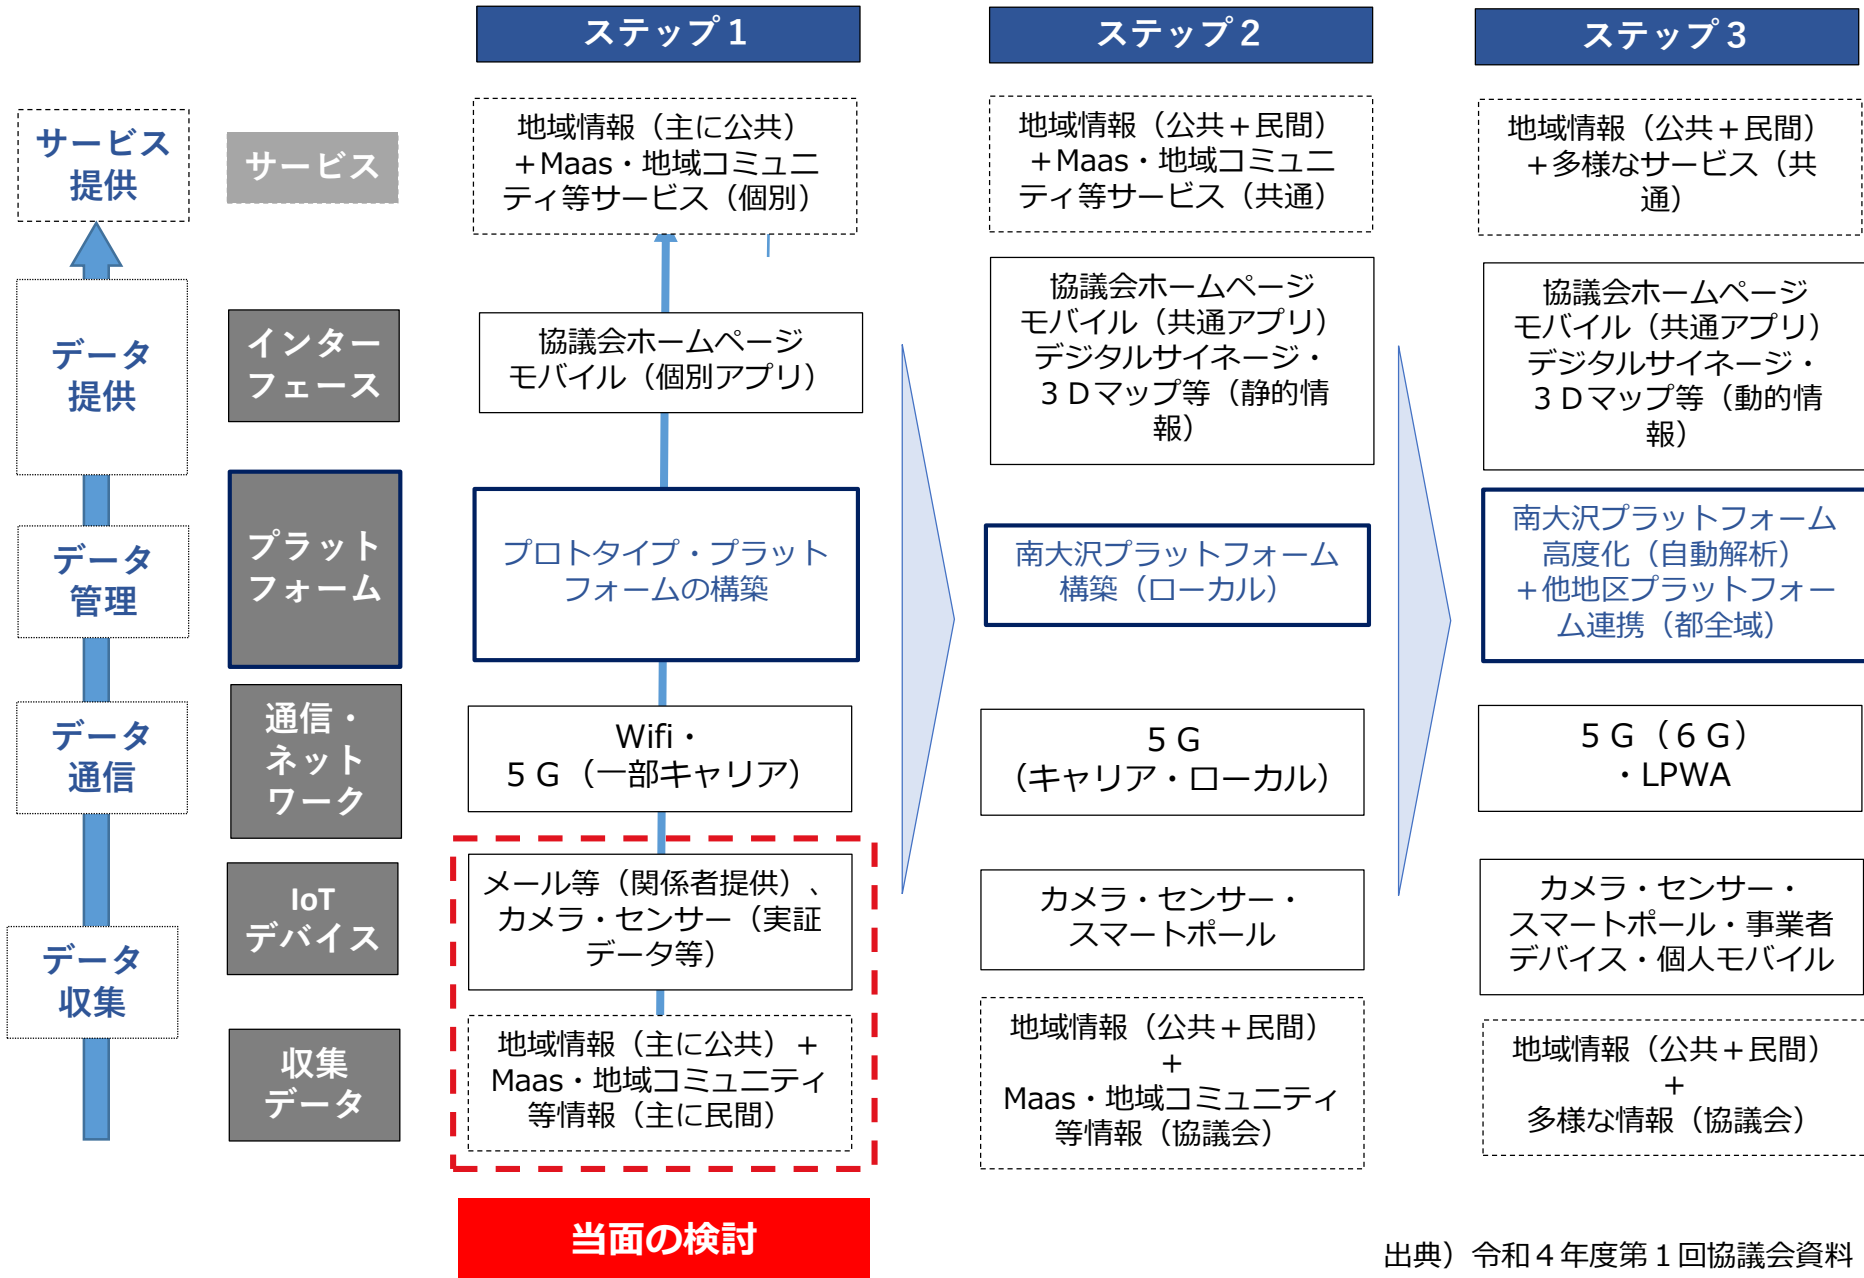 ステップ１
ステップ２
ステップ３
サービス
提供
サービス
地域情報（主に公共）
＋Maas・地域コミュニ
ティ等サービス（個別）
地域情報（公共＋民間）
＋Maas・地域コミュニ
ティ等サービス（共通）
地域情報（公共＋民間）
＋多様なサービス（共
通）
データ
提供
インター
フェース
協議会ホームページ
モバイル（個別アプリ）
協議会ホームページ
モバイル（共通アプリ）
デジタルサイネージ・
３Ｄマップ等（静的情
報）
協議会ホームページ
モバイル（共通アプリ）
デジタルサイネージ・
３Ｄマップ等（動的情
報）
データ
管理
プラット
フォーム
プロトタイプ・プラット
フォームの構築
南大沢プラットフォーム
構築（ローカル）
南大沢プラットフォーム
高度化（自動解析）
＋他地区プラットフォー
ム連携（都全域）
データ
通信
通信・
ネット
ワーク
Wifi・
５Ｇ（一部キャリア）
５Ｇ
（キャリア・ローカル）
５Ｇ（６Ｇ）
・LPWA
データ
収集
IoT
デバイス
メール等（関係者提供）、
カメラ・センサー（実証
データ等）
カメラ・センサー・
スマートポール
カメラ・センサー・
スマートポール・事業者
デバイス・個人モバイル
収集
データ
地域情報（主に公共）＋
Maas・地域コミュニティ
等情報（主に民間）
地域情報（公共＋民間）
＋
Maas・地域コミュニティ
等情報（協議会）
地域情報（公共＋民間）
＋
多様な情報（協議会）
当面の検討
出典）令和４年度第１回協議会資料